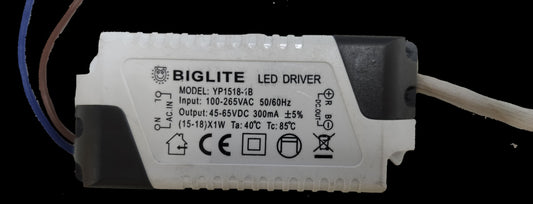 BIGLITE LED DRIVER
MODEL: YP1518-1B
Input: 100-265VAC 50/60Hz
Output: 45-65VDC 300mA ±5%
(15-18)X1W Ta: 40℃ Tc: 85℃
N L
AC.IN
R B
DC.OUT
CE